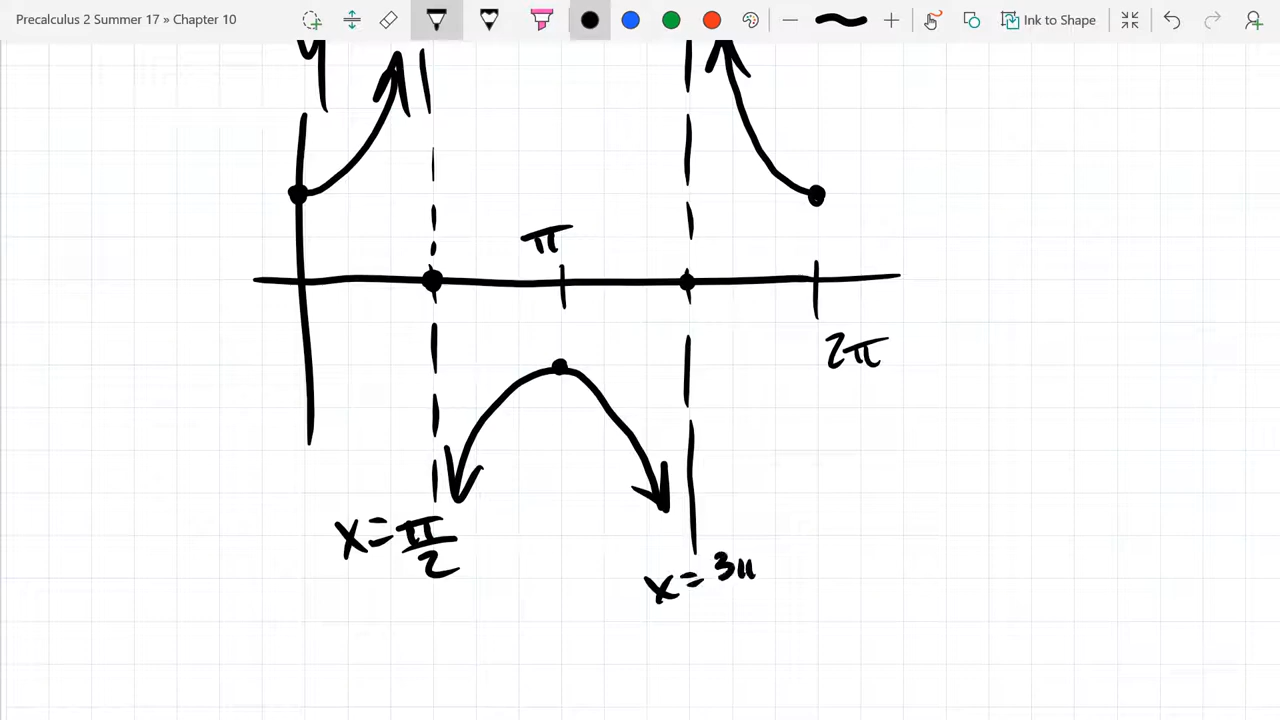 Precalculus 2 Summer 17 » Chapter 10
Ink to Shape
y
π
2π
x = π/2
x = 3π